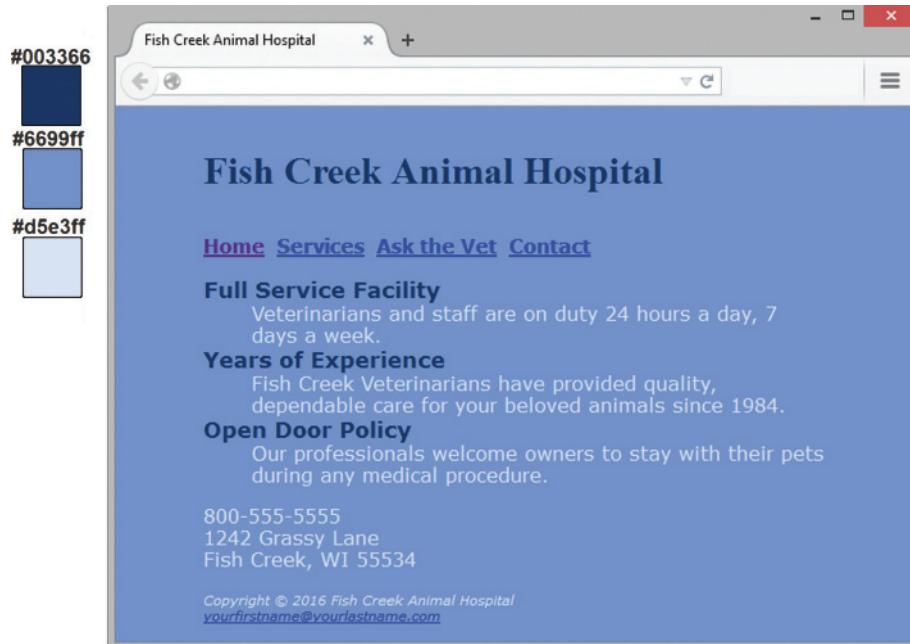 #003366
#6699ff
#d5e3ff
Fish Creek Animal Hospital
Fish Creek Animal Hospital
Home Services Ask the Vet Contact
Full Service Facility
Veterinarians and staff are on duty 24 hours a day, 7
days a week.
Years of Experience
Fish Creek Veterinarians have provided quality,
dependable care for your beloved animals since 1984.
Open Door Policy
Our professionals welcome owners to stay with their pets
during any medical procedure.
800-555-5555
1242 Grassy Lane
Fish Creek, WI 55534
Copyright © 2016 Fish Creek Animal Hospital
yourfirstname@yourlastname.com